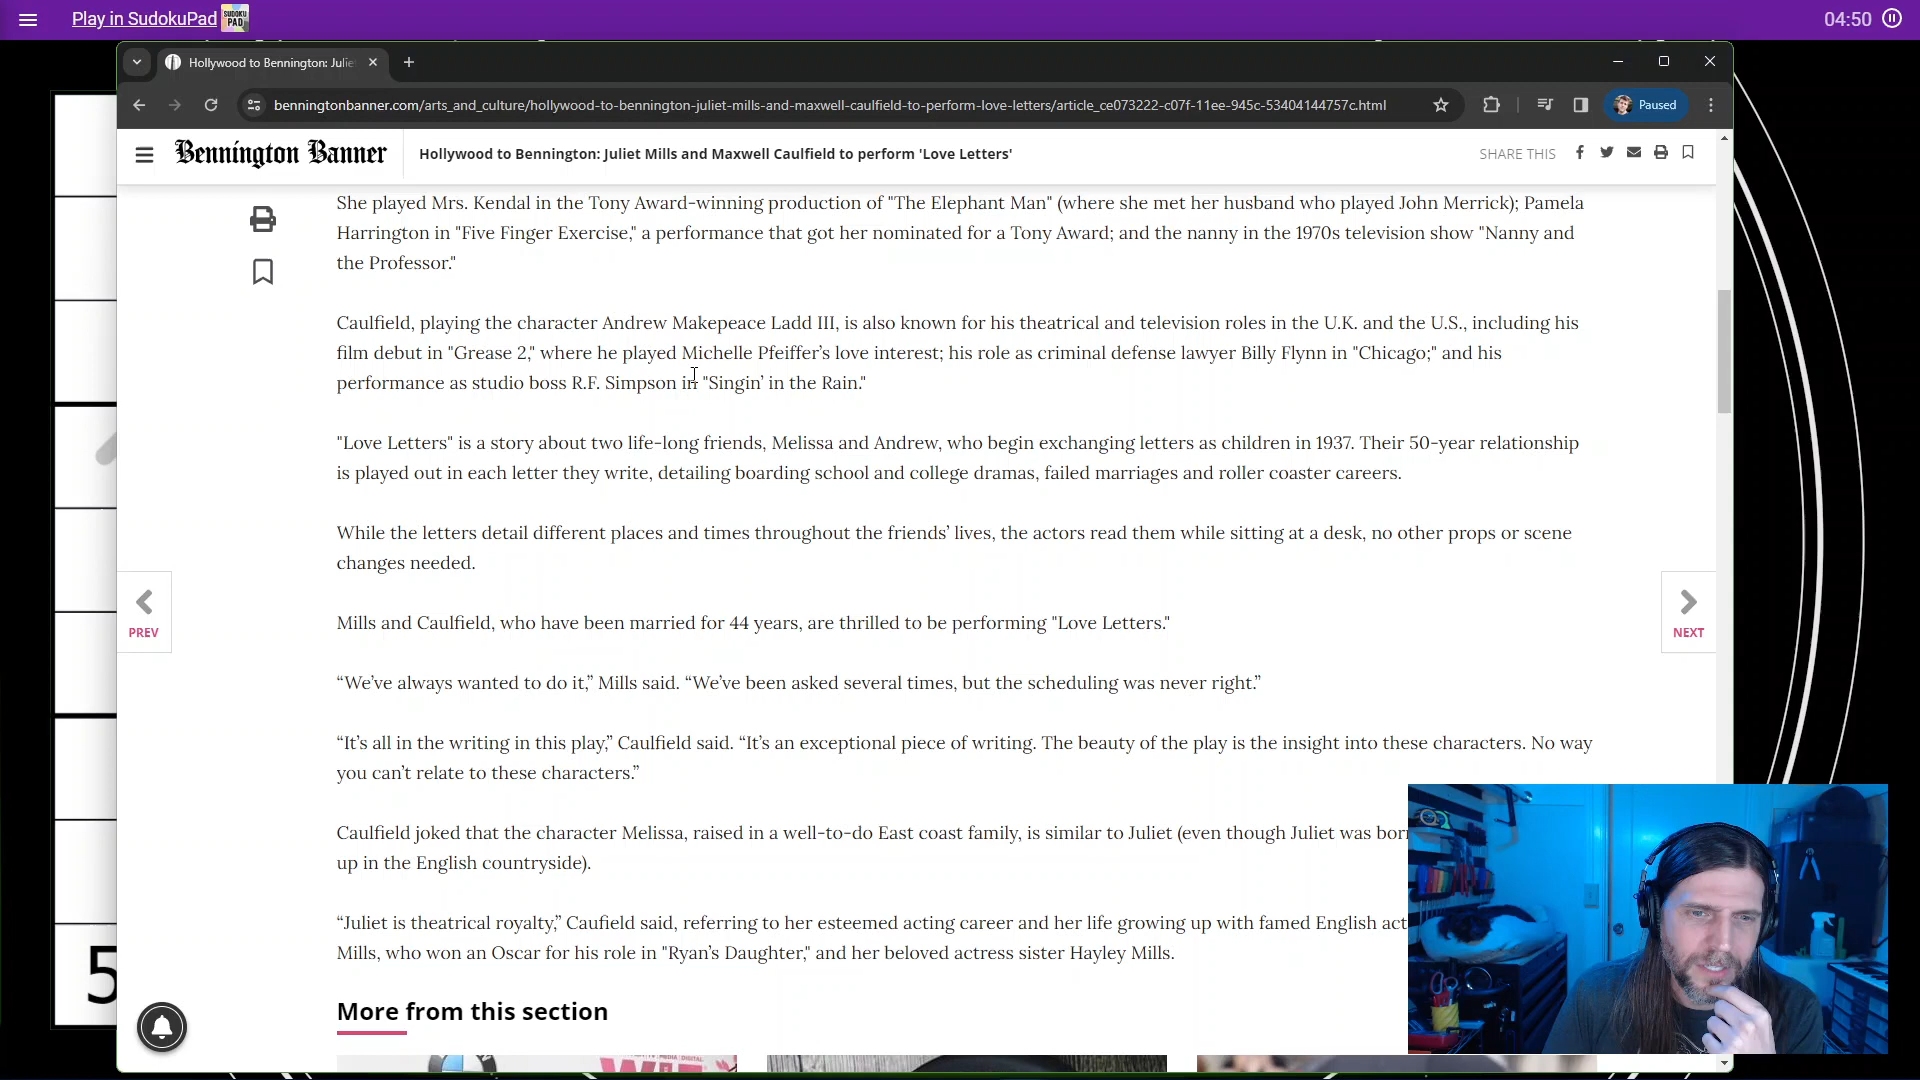 Play in SudokuPad
SUDOKU PAD
04:50
Hollywood to Bennington: Julie
benningtonbanner.com/arts_and_culture/hollywood-to-bennington-juliet-mills-and-maxwell-caulfield-to-perform-love-letters/article_ce073222-c07f-11ee-945c-53404144757c.html
Paused
Bennington Banner
Hollywood to Bennington: Juliet Mills and Maxwell Caulfield to perform 'Love Letters'
SHARE THIS
She played Mrs. Kendal in the Tony Award-winning production of "The Elephant Man" (where she met her husband who played John Merrick); Pamela
Harrington in "Five Finger Exercise," a performance that got her nominated for a Tony Award; and the nanny in the 1970s television show "Nanny and
the Professor."
Caulfield, playing the character Andrew Makepeace Ladd III, is also known for his theatrical and television roles in the U.K. and the U.S., including his
film debut in "Grease 2," where he played Michelle Pfeiffer’s love interest; his role as criminal defense lawyer Billy Flynn in "Chicago;" and his
performance as studio boss R.F. Simpson in "Singin’ in the Rain."
"Love Letters" is a story about two life-long friends, Melissa and Andrew, who begin exchanging letters as children in 1937. Their 50-year relationship
is played out in each letter they write, detailing boarding school and college dramas, failed marriages and roller coaster careers.
While the letters detail different places and times throughout the friends’ lives, the actors read them while sitting at a desk, no other props or scene
changes needed.
PREV
NEXT
Mills and Caulfield, who have been married for 44 years, are thrilled to be performing "Love Letters."
“We’ve always wanted to do it,” Mills said. “We’ve been asked several times, but the scheduling was never right.”
“It’s all in the writing in this play,” Caulfield said. “It’s an exceptional piece of writing. The beauty of the play is the insight into these characters. No way
you can’t relate to these characters.”
Caulfield joked that the character Melissa, raised in a well-to-do East coast family, is similar to Juliet (even though Juliet was bor
up in the English countryside).
“Juliet is theatrical royalty,” Caufield said, referring to her esteemed acting career and her life growing up with famed English act
Mills, who won an Oscar for his role in "Ryan’s Daughter," and her beloved actress sister Hayley Mills.
5
More from this section